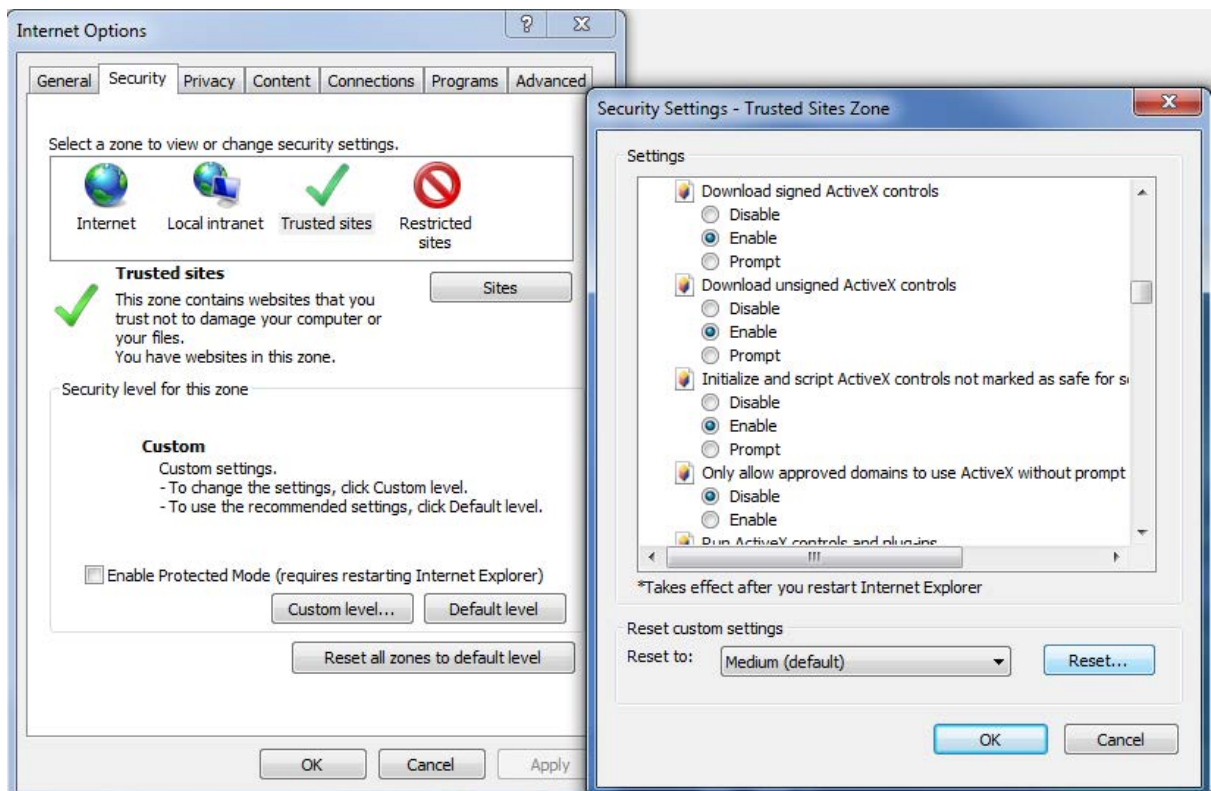 Internet Options
General Security Privacy Content Connections Programs Advanced
Select a zone to view or change security settings.
Internet
Local intranet
Trusted sites
Restricted
sites
Trusted sites
Sites
This zone contains websites that you
trust not to damage your computer or
your files.
You have websites in this zone.
Security level for this zone
Custom
Custom settings.
- To change the settings, click Custom level.
- To use the recommended settings, click Default level.
Enable Protected Mode (requires restarting Internet Explorer)
Custom level...
Default level
Reset all zones to default level
OK
Cancel
Apply
Security Settings - Trusted Sites Zone
Settings
Download signed ActiveX controls
Disable
Enable
Prompt
Download unsigned ActiveX controls
Disable
Enable
Prompt
Initialize and script ActiveX controls not marked as safe for
Disable
Enable
Prompt
Only allow approved domains to use ActiveX without prompt
Disable
Enable
Run ActiveX controls and plug-ins
*Takes effect after you restart Internet Explorer
Reset custom settings
Reset to:
Medium (default)
Reset...
OK
Cancel